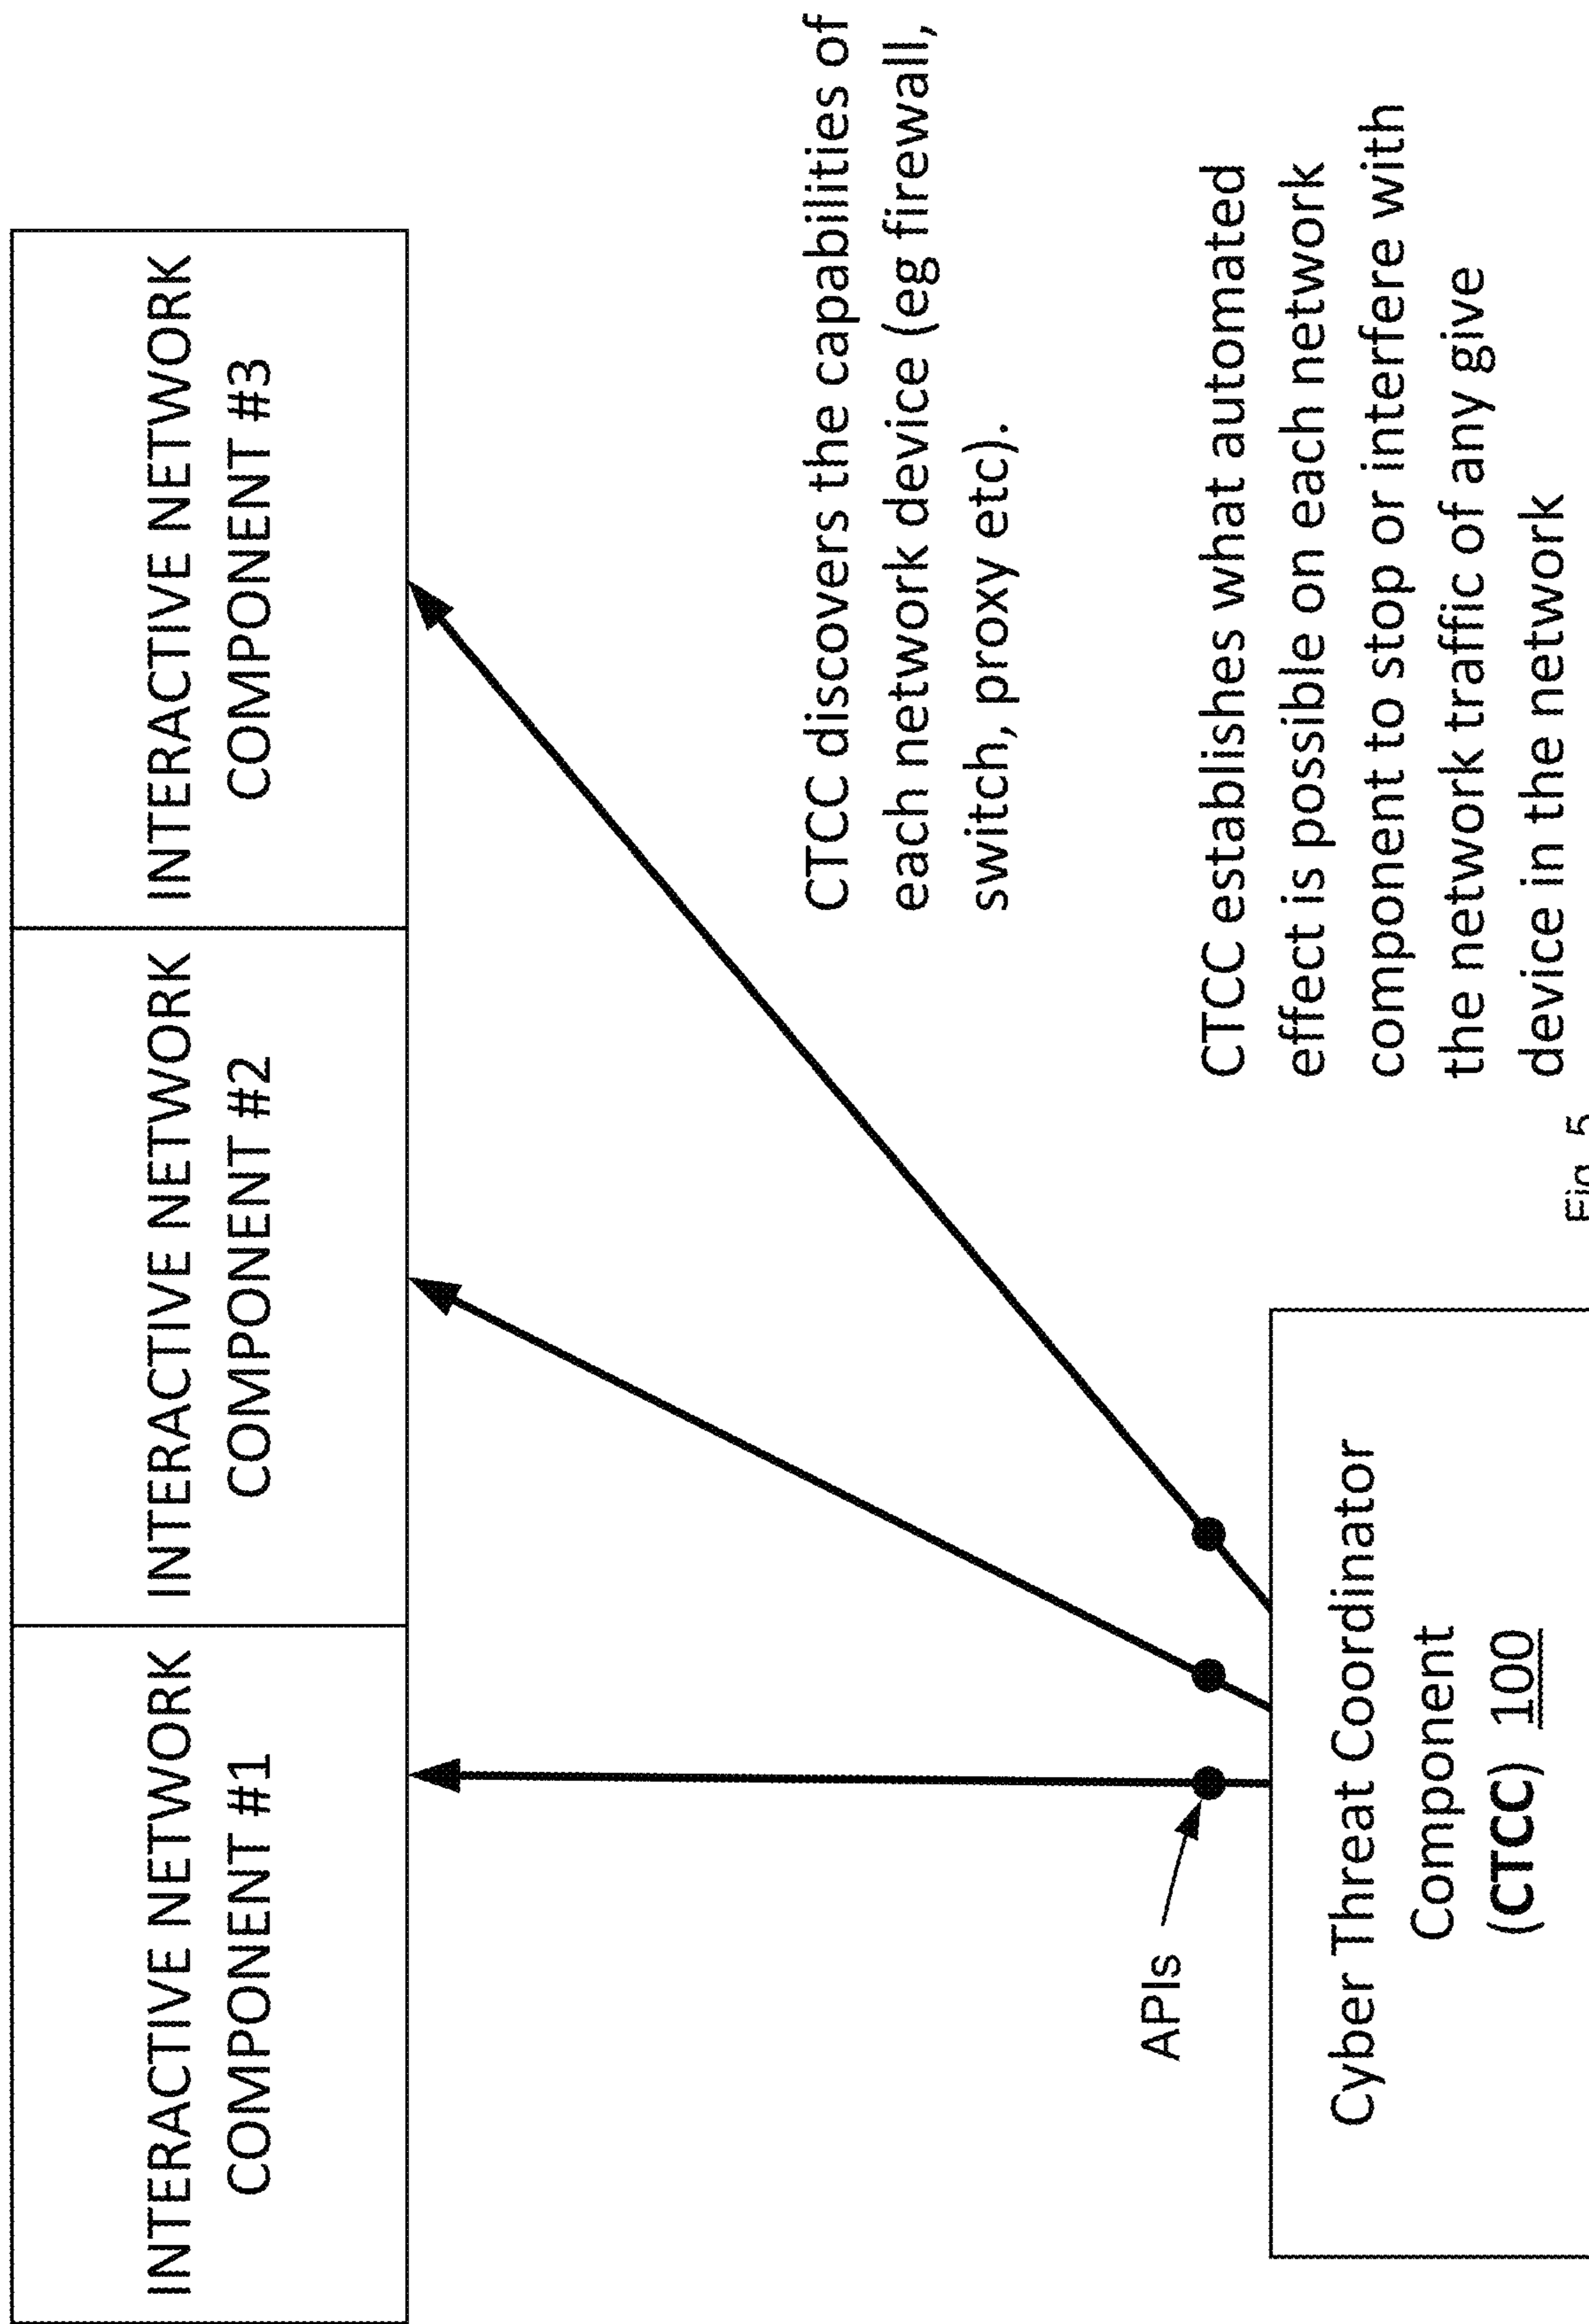 INTERACTIVE NETWORK
COMPONENT #1
INTERACTIVE NETWORK
COMPONENT #2
INTERACTIVE NETWORK
COMPONENT #3
CTCC discovers the capabilities of
each network device (eg firewall,
switch, proxy etc).
APIs
CTCC establishes what automated
effect is possible on each network
component to stop or interfere with
the network traffic of any give
device in the network
Cyber Threat Coordinator
Component
(CTCC) 100
Fig. 5